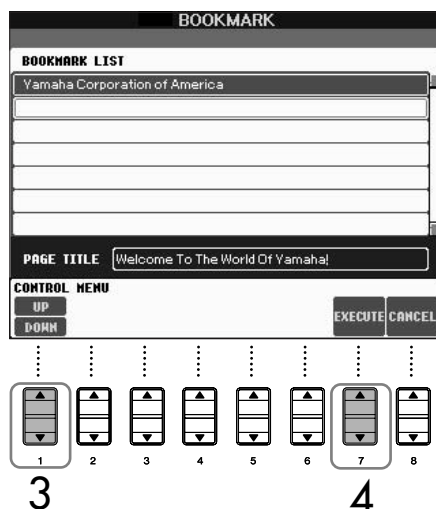 BOOKMARK
BOOKMARK LIST
Yamaha Corporation of America
PAGE TITLE Welcome To The World Of Yamaha!
CONTROL MENU
UP
DOWN
EXECUTE CANCEL
1 2 3 4 5 6 7 8
3 4